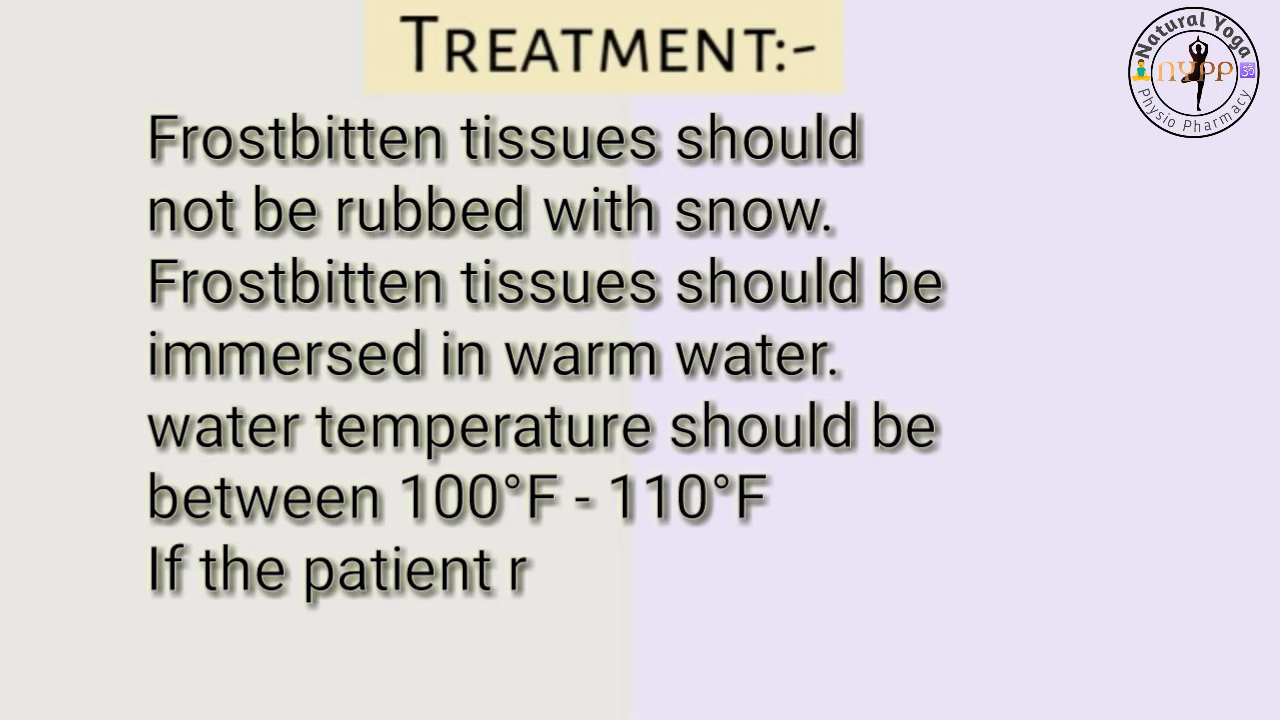 TREATMENT:-
Natural Yoga
NYPP
Physio Pharmacy
Frostbitten tissues should
not be rubbed with snow.
Frostbitten tissues should be
immersed in warm water.
water temperature should be
between 100°F - 110°F
If the patient r